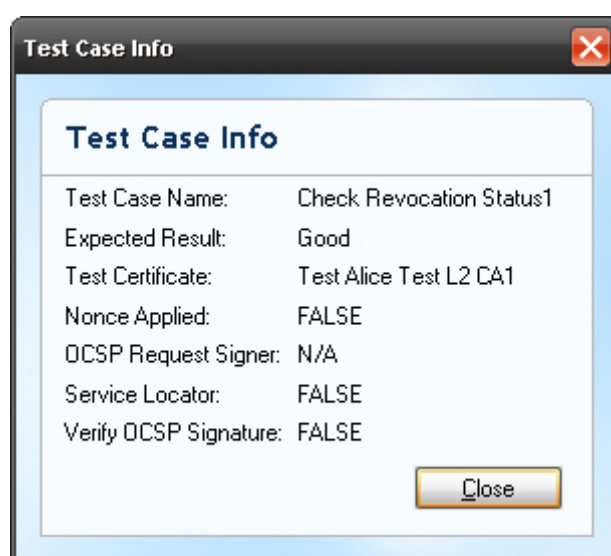 Test Case Info
Test Case Info
Test Case Name: Check Revocation Status1
Expected Result: Good
Test Certificate: Test Alice Test L2 CA1
Nonce Applied: FALSE
OCSP Request Signer: N/A
Service Locator: FALSE
Verify OCSP Signature: FALSE
Close